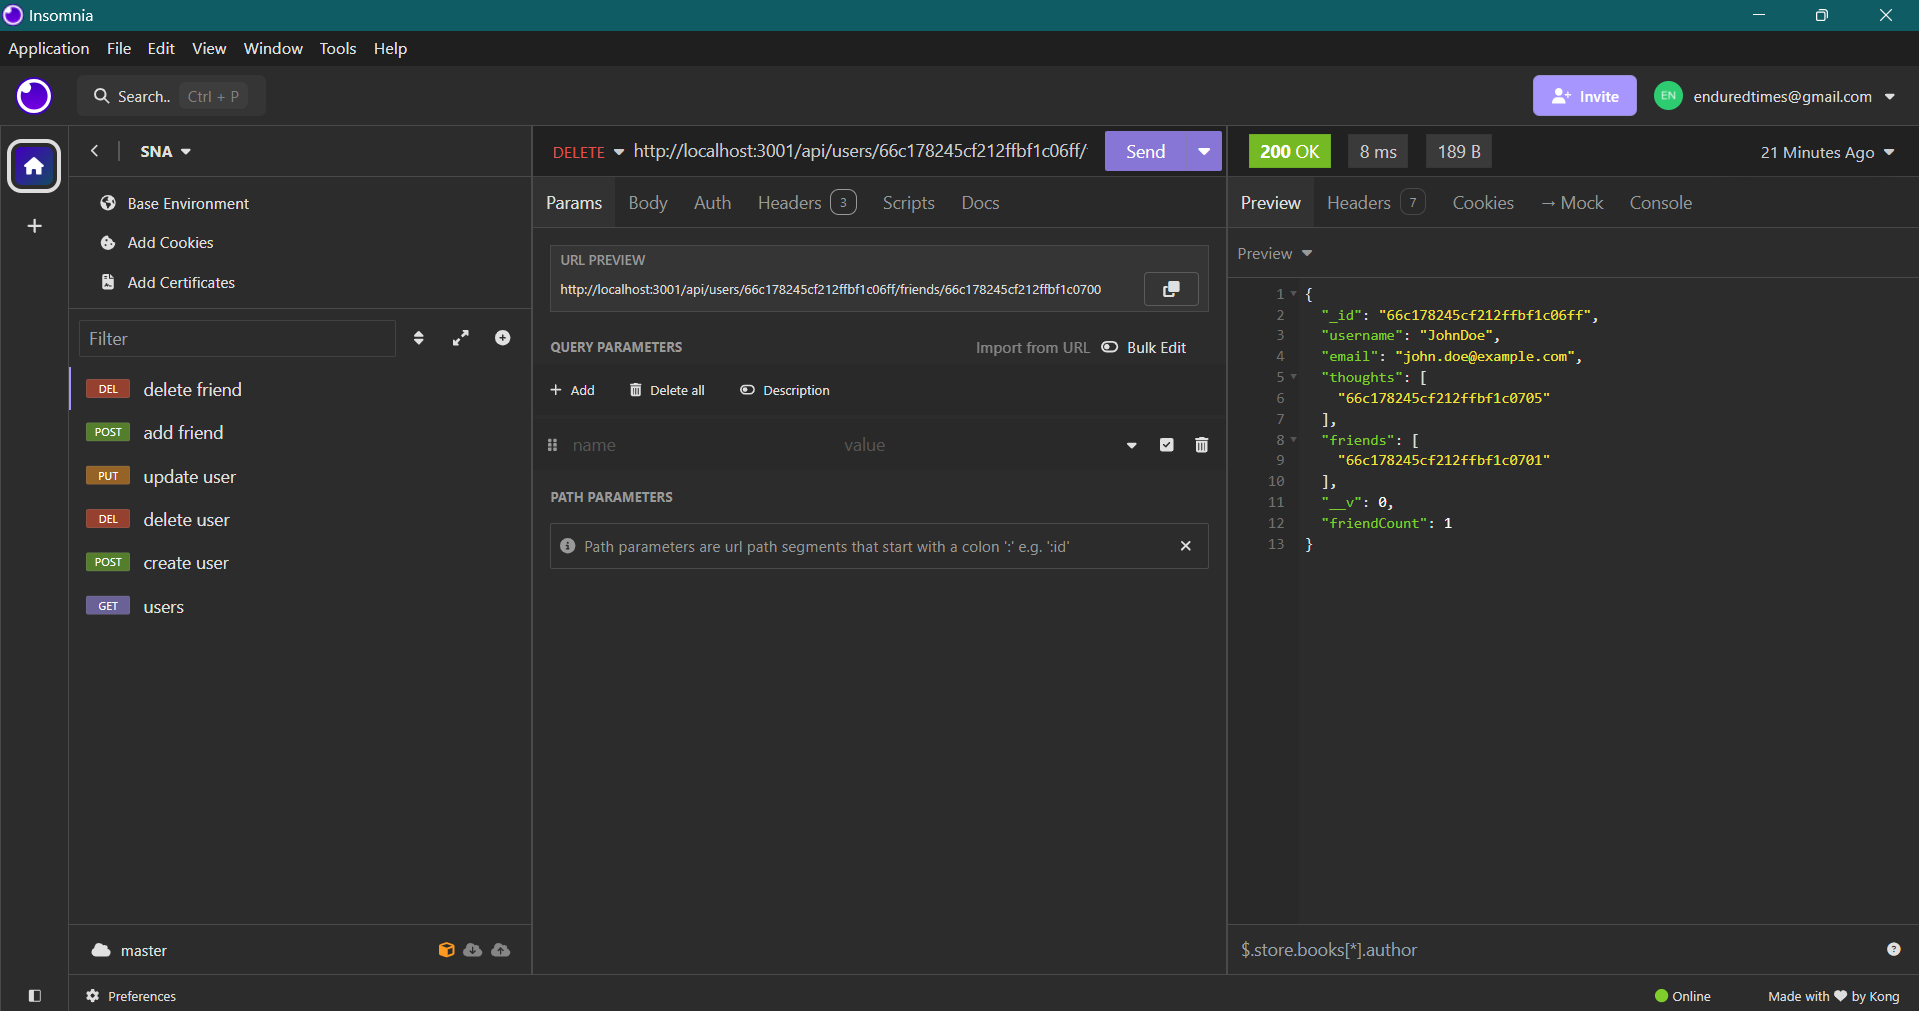 Insomnia
Application File Edit View Window Tools Help
Search.. Ctrl + P
Invite
EN enduredtimes@gmail.com
SNA
Base Environment
Add Cookies
Add Certificates
Filter
DEL delete friend
POST add friend
PUT update user
DEL delete user
POST create user
GET users
master
Preferences
DELETE http://localhost:3001/api/users/66c178245cf212ffbf1c06ff/ Send
Params Body Auth Headers 3 Scripts Docs
URL PREVIEW
http://localhost:3001/api/users/66c178245cf212ffbf1c06ff/friends/66c178245cf212ffbf1c0700
QUERY PARAMETERS Import from URL Bulk Edit
+ Add Delete all Description
name value
PATH PARAMETERS
Path parameters are url path segments that start with a colon ':' e.g. ':id'
200 OK 8 ms 189 B 21 Minutes Ago
Preview Headers 7 Cookies → Mock Console
Preview
1 {
2 "_id": "66c178245cf212ffbf1c06ff",
3 "username": "JohnDoe",
4 "email": "john.doe@example.com",
5 "thoughts": [
6 "66c178245cf212ffbf1c0705"
7 ],
8 "friends": [
9 "66c178245cf212ffbf1c0701"
10 ],
11 "__v": 0,
12 "friendCount": 1
13 }
$.store.books[*].author
Online Made with ♥ by Kong